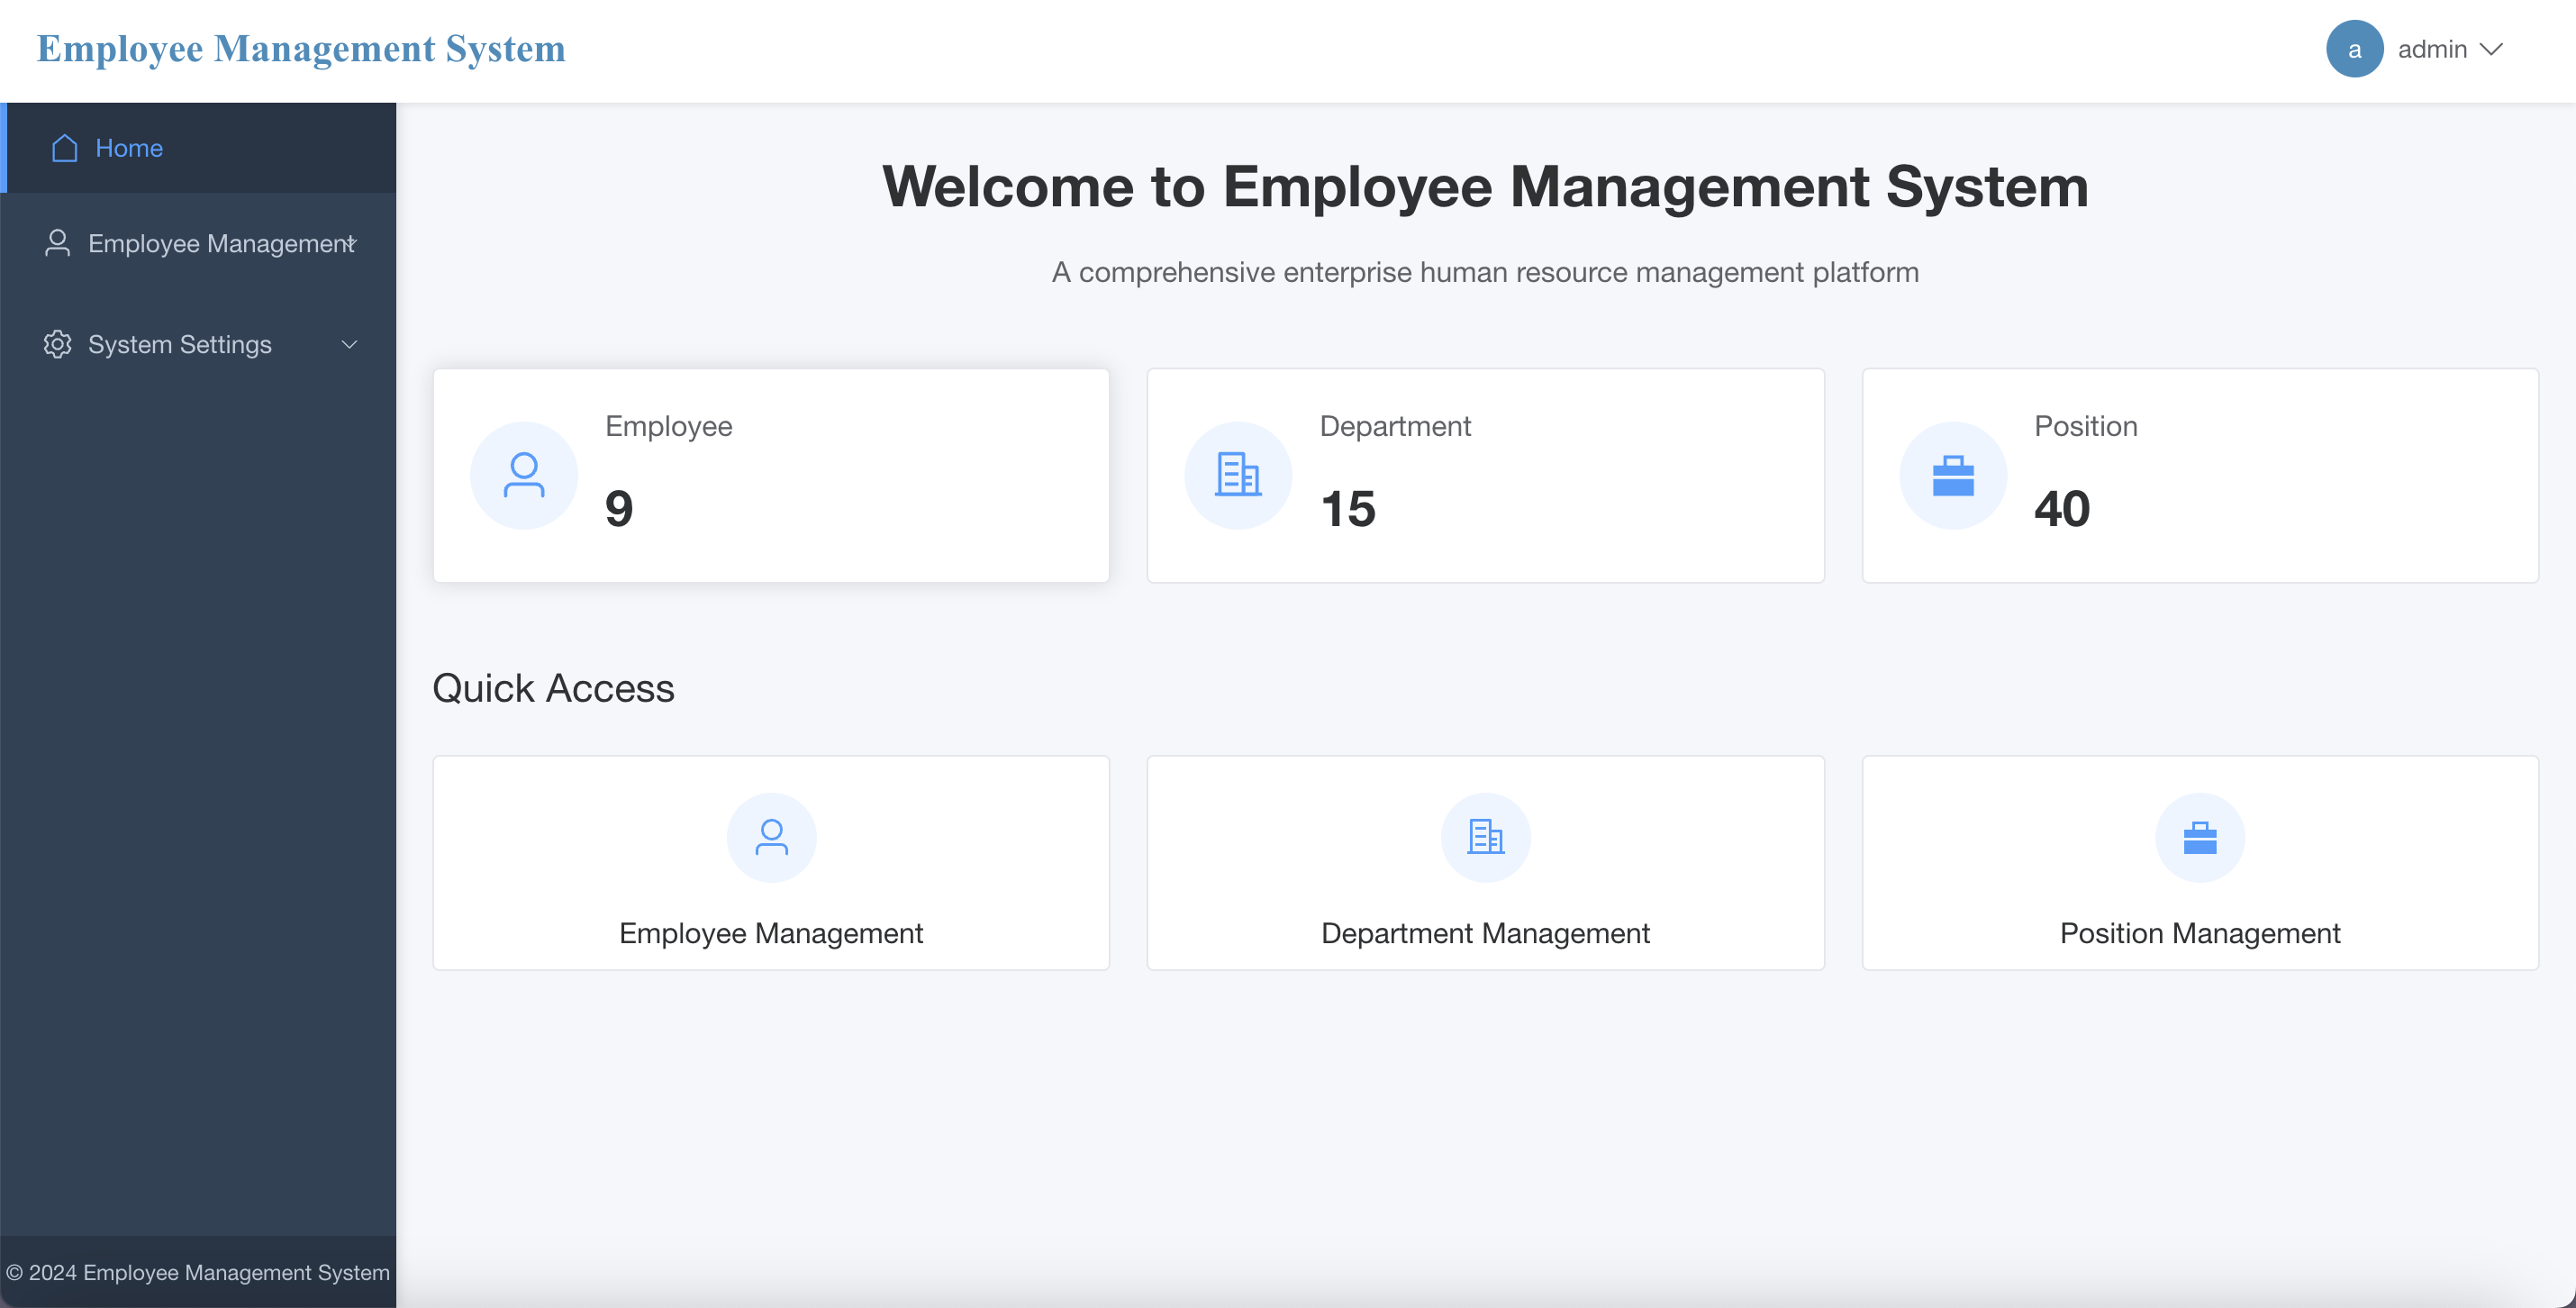 Employee Management System
a admin
Home
Employee Management
System Settings
Welcome to Employee Management System
A comprehensive enterprise human resource management platform
Employee
9
Department
15
Position
40
Quick Access
Employee Management
Department Management
Position Management
© 2024 Employee Management System